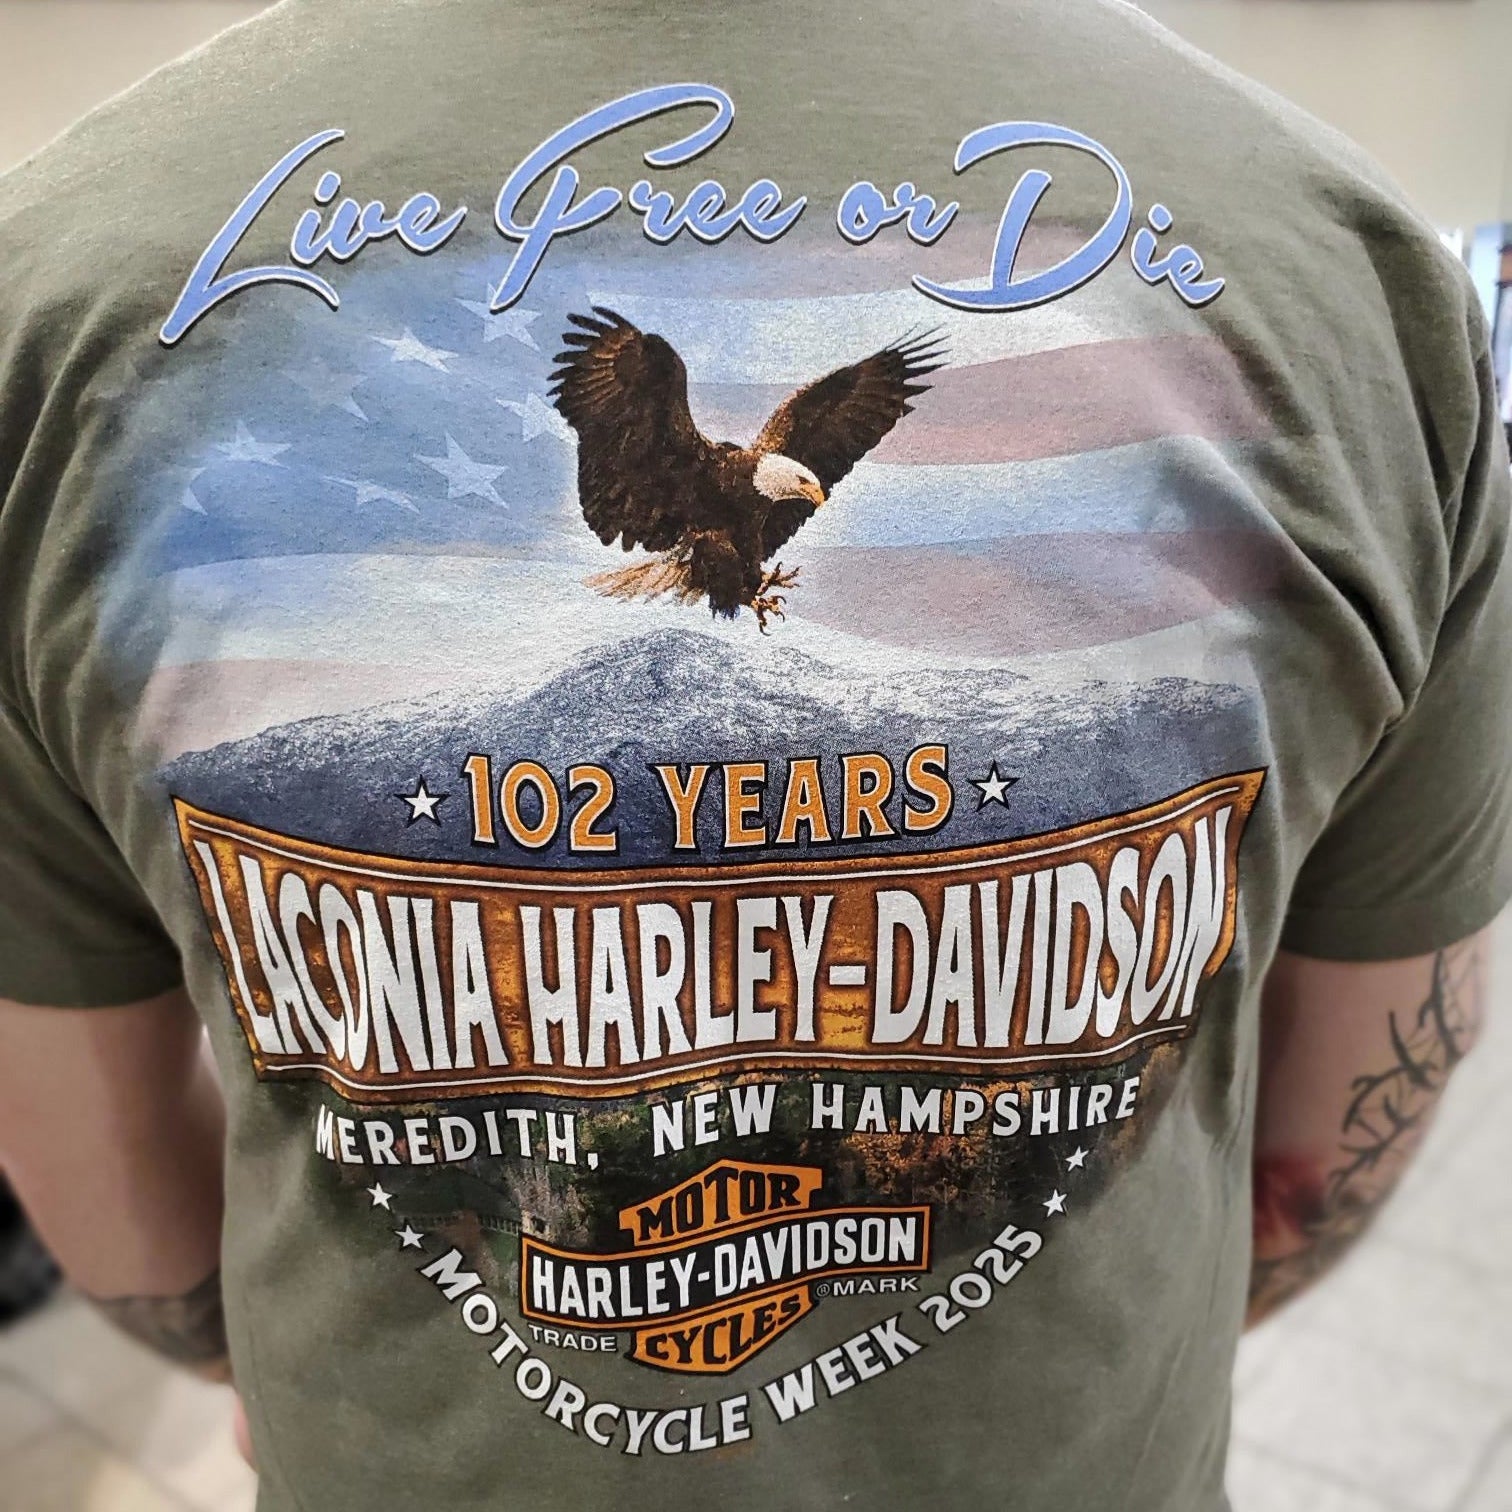 Live Free or Die
102 YEARS
LACONIA HARLEY-DAVIDSON
MEREDITH, NEW HAMPSHIRE
MOTOR
HARLEY-DAVIDSON
®MARK
TRADE
CYCLES
MOTORCYCLE WEEK 2025